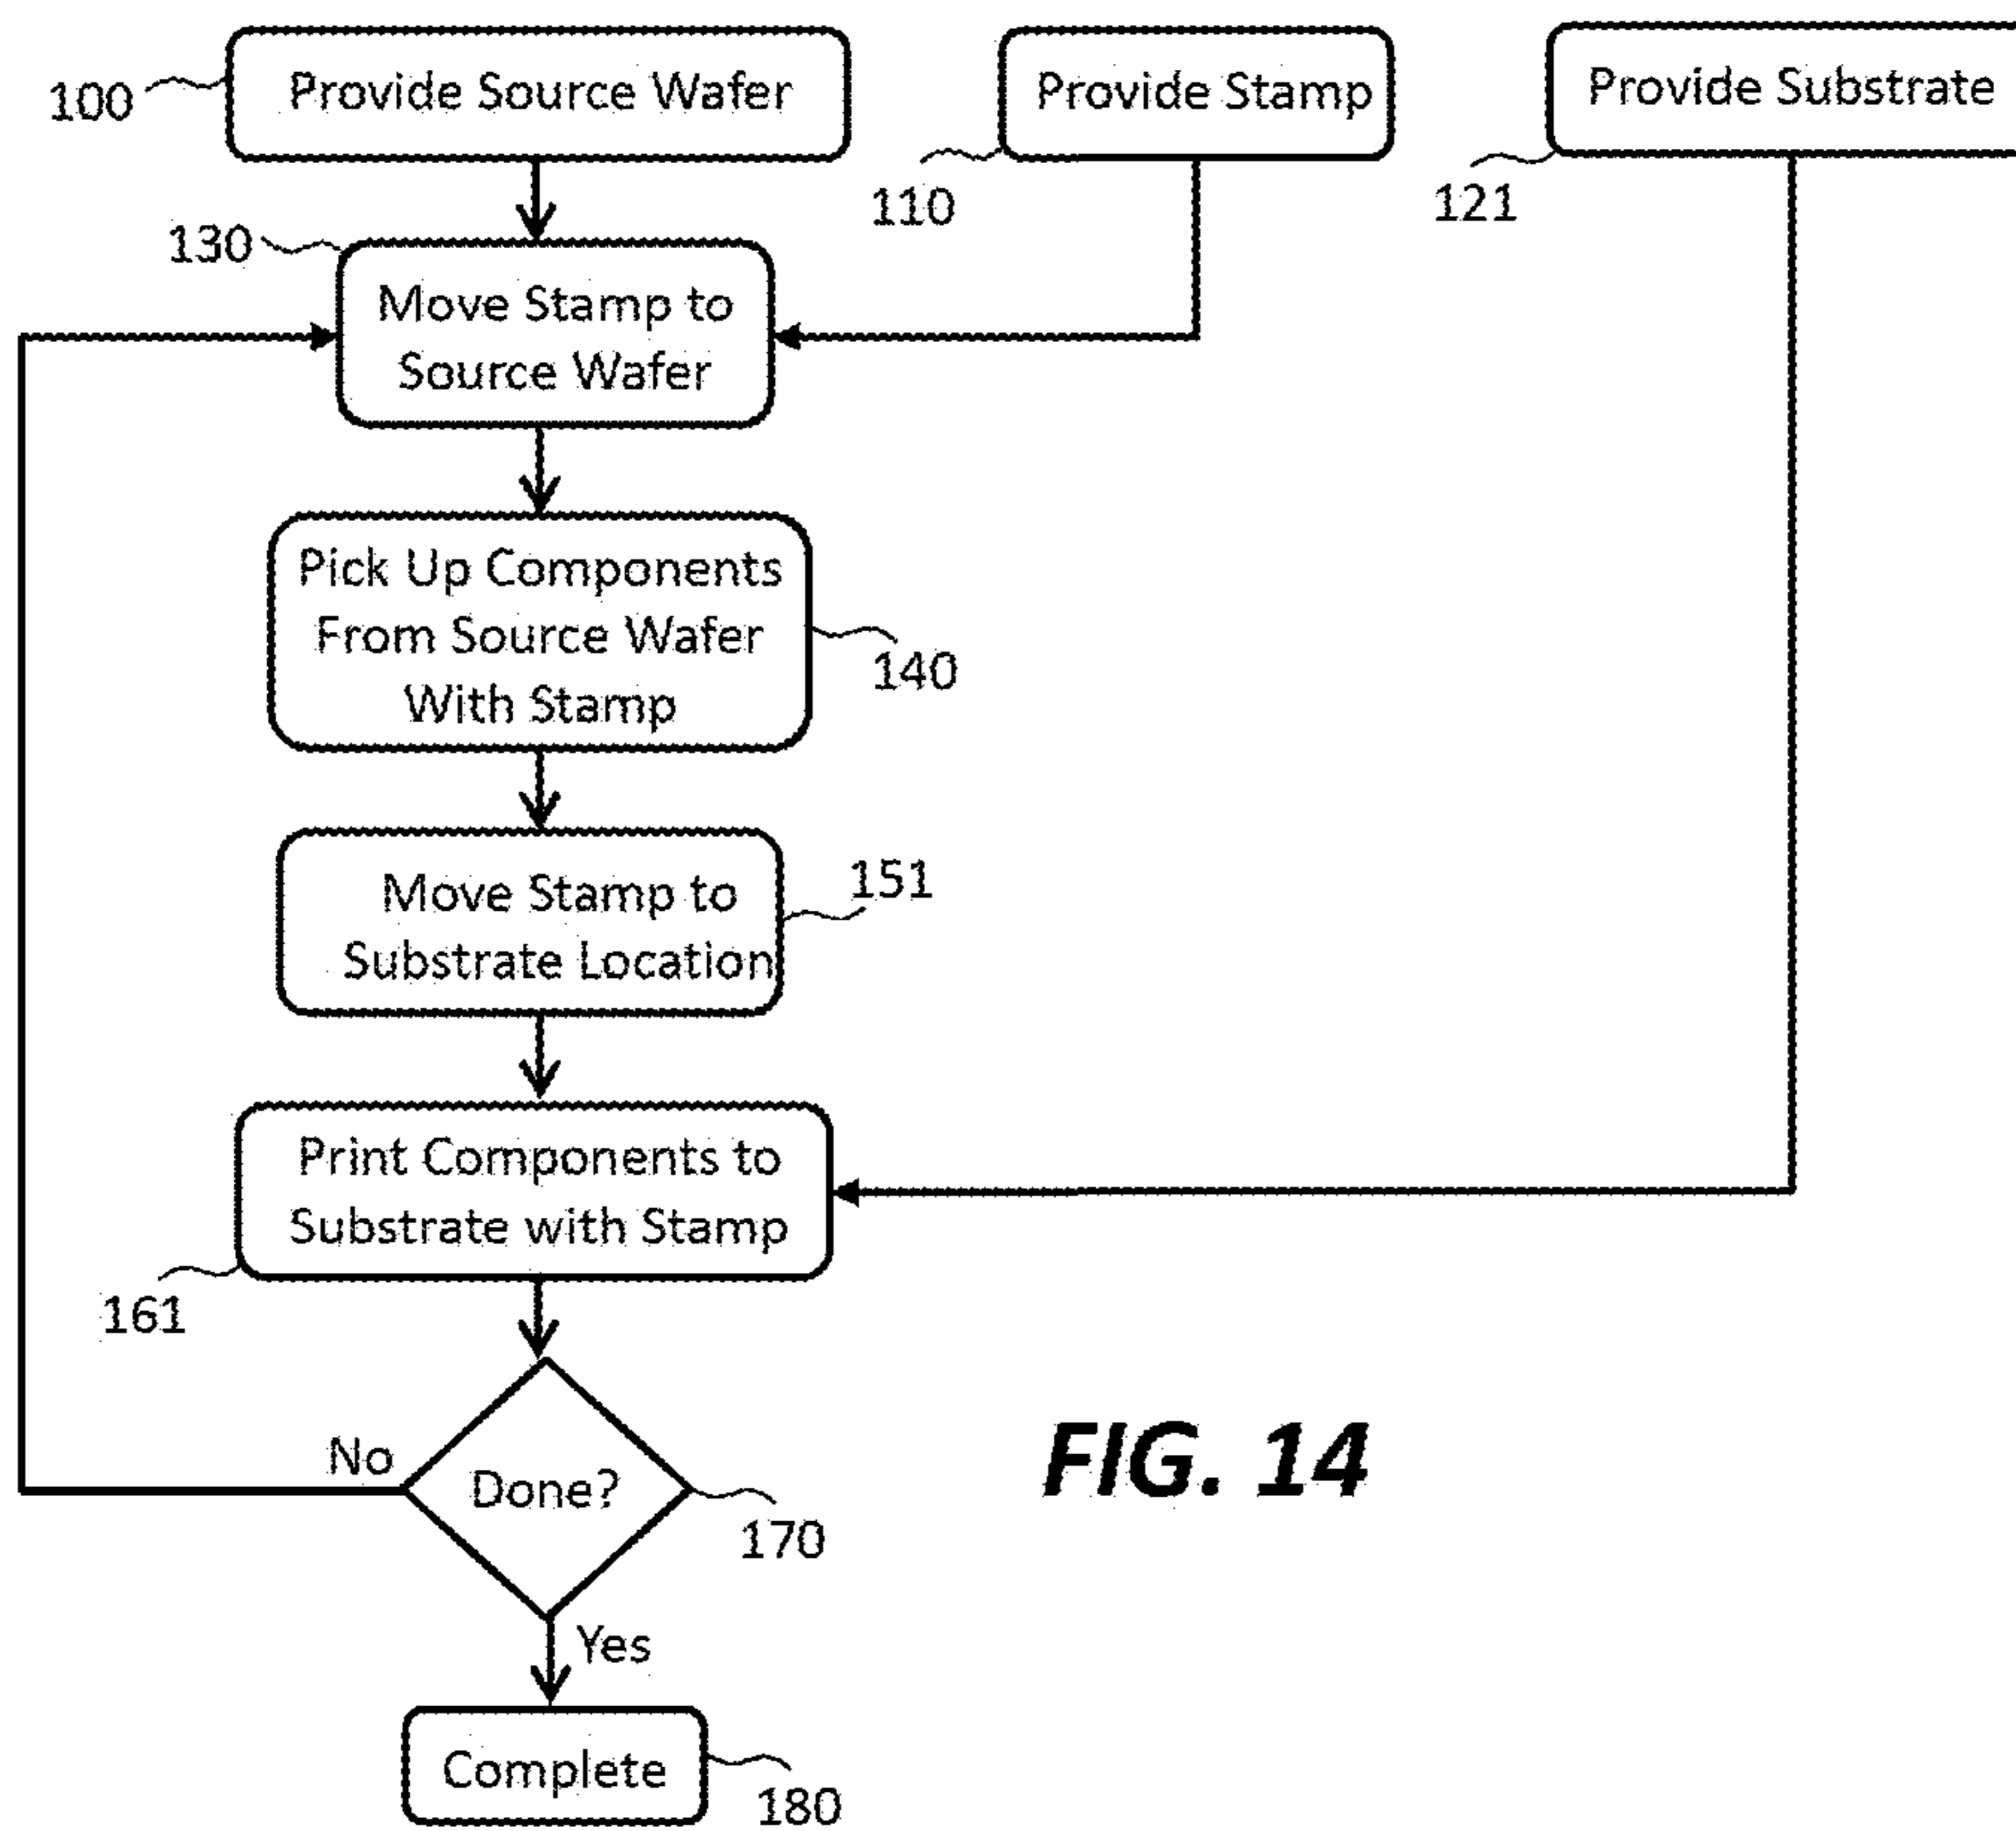 Provide Source Wafer
100
Provide Stamp
110
Provide Substrate
121
130
Move Stamp to
Source Wafer
Pick Up Components
From Source Wafer
With Stamp
140
Move Stamp to
Substrate Location
151
Print Components to
Substrate with Stamp
161
No
Done?
170
FIG. 14
Yes
Complete
180